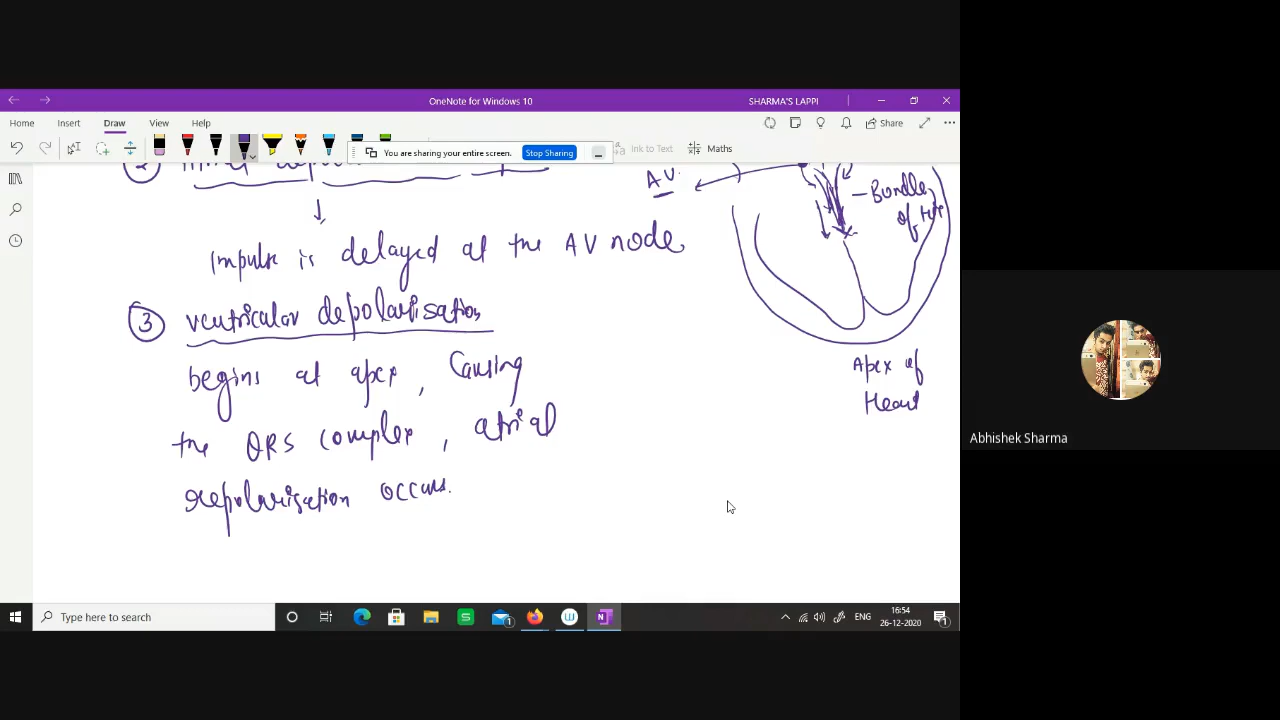 OneNote for Windows 10
SHARMA'S LAPPI
Home Insert Draw View Help
Share
You are sharing your entire screen. Stop Sharing
Ink to Text Maths
2
AV.
Bundle
of
impulse is delayed at the AV node
3 ventricular depolarisation
begins at apex, Causing
the QRS complex, atrial
repolarisation occurs.
Apex of
Heart
Abhishek Sharma
Type here to search
1
ENG
16:54
26-12-2020
1